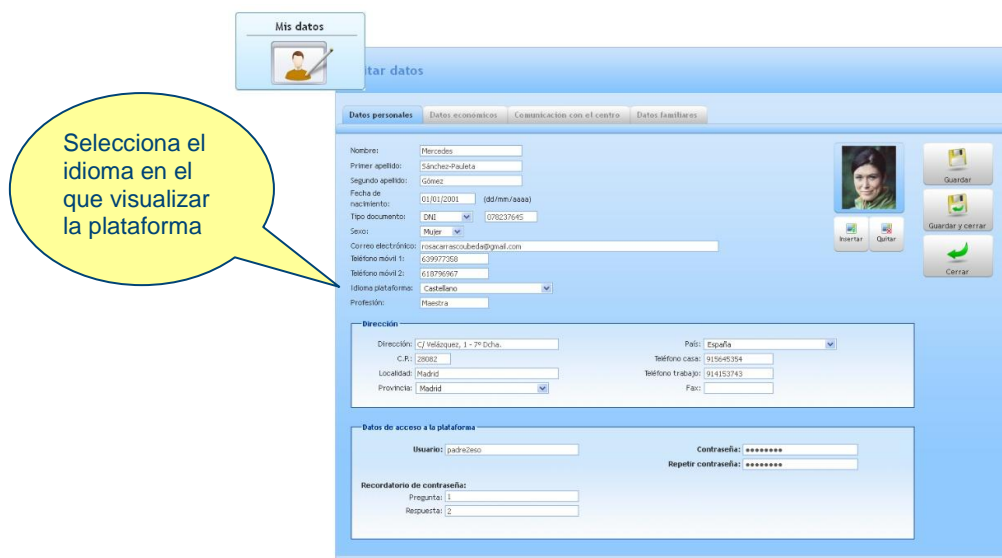 Mis datos
itar datos
Selecciona el
idioma en el
que visualizar
la plataforma
Datos personales Datos económicos Comunicación con el centro Datos familiares
Nombre: Mercedes
Primer apellido: Sánchez-Pauleta
Segundo apellido: Gómez
Fecha de
nacimiento: 01/01/2001 (dd/mm/aaaa)
Tipo documento: DNI 078237645
Sexo: Mujer
Correo electrónico: rosacarrascoubeda@gmail.com
Teléfono móvil 1: 639977358
Teléfono móvil 2: 618796967
Idioma plataforma: Castellano
Profesión: Maestra
Insertar Quitar
Guardar
Guardar y cerrar
Cerrar
Dirección
Dirección: C/ Velázquez, 1 - 7º Dcha. País: España
C.P.: 28082 Teléfono casa: 915645354
Localidad: Madrid Teléfono trabajo: 914153743
Provincia: Madrid Fax:
Datos de acceso a la plataforma
Usuario: padre2eso Contraseña: ●●●●●●●●
Repetir contraseña: ●●●●●●●●
Recordatorio de contraseña:
Pregunta: 1
Respuesta: 2